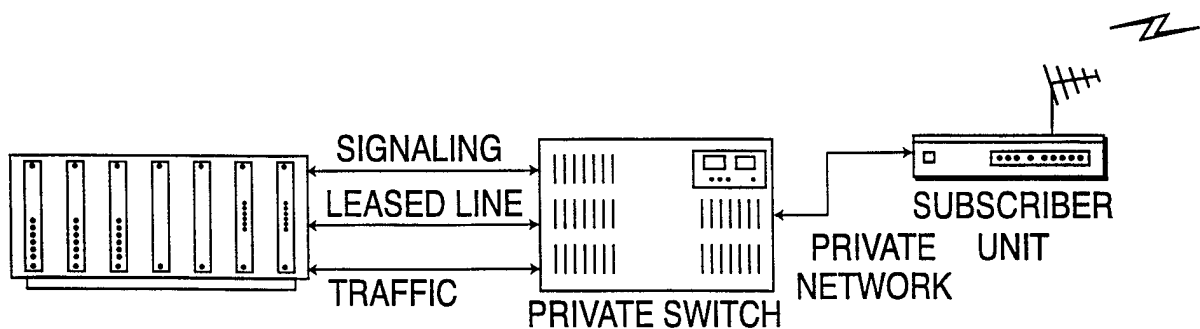 SIGNALING
LEASED LINE
TRAFFIC
PRIVATE SWITCH
PRIVATE
NETWORK
SUBSCRIBER
UNIT